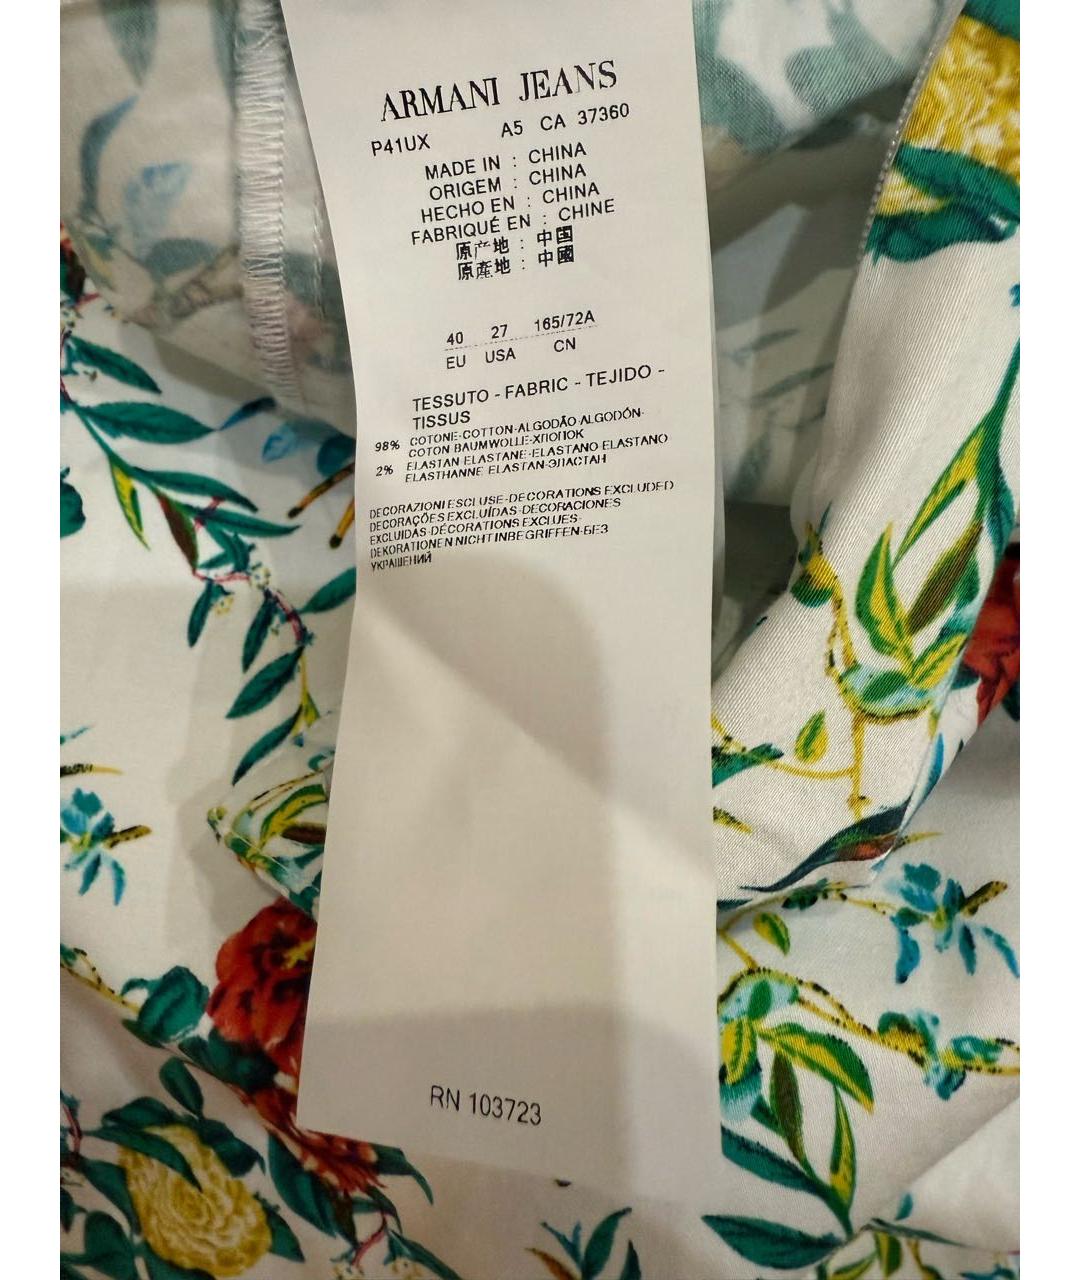 ARMANI JEANS
P41UX A5 CA 37360
MADE IN : CHINA
ORIGEM : CHINA
HECHO EN : CHINA
FABRIQUÉ EN : CHINE
原产地 : 中国
原產地 : 中國
40 27 165/72A
EU USA CN
TESSUTO - FABRIC - TEJIDO -
TISSUS
98% COTONE-COTTON-ALGODÃO-ALGODÓN-
COTON BAUMWOLLE-ХЛОПОК
2% ELASTAN-ELASTANE-ELASTANO-ELASTANO
ELASTHANNE ELASTAN-ЭЛАСТАН
DECORAZIONI ESCLUSE-DECORATIONS EXCLUDED
DECORAÇÕES EXCLUÍDAS-DECORACIONES
EXCLUIDAS-DÉCORATIONS EXCLUES-
DEKORATIONEN NICHT INBEGRIFFEN-БЕЗ
УКРАШЕНИЙ
RN 103723